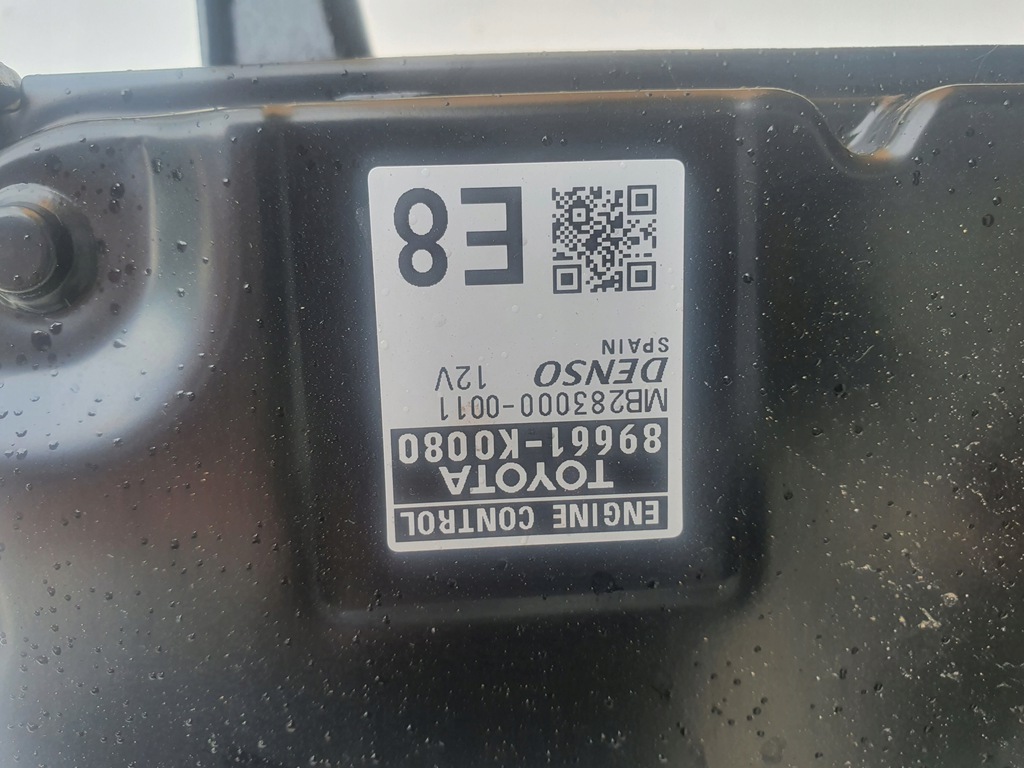 ENGINE CONTROL
TOYOTA
89661-K0080
MB283000-0011
DENSO 12V
SPAIN
E8